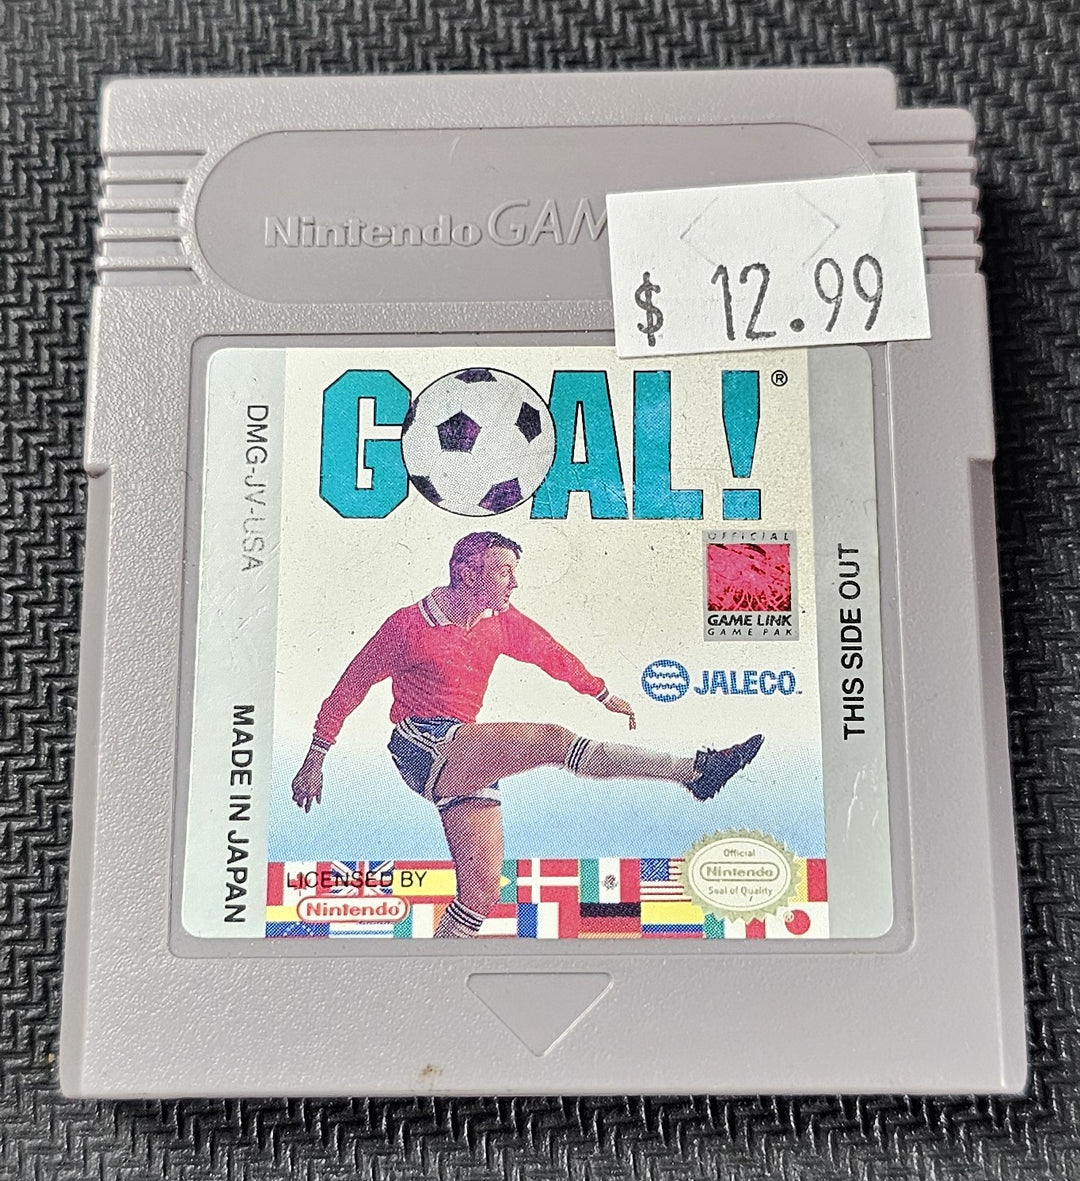 Nintendo GAM
$ 12.99
GOAL!®
DMG-JV-USA
OFFICIAL
GAME LINK
GAME PAK
JALECO™
THIS SIDE OUT
MADE IN JAPAN
LICENSED BY
Nintendo®
Official
Nintendo
Seal of Quality
®